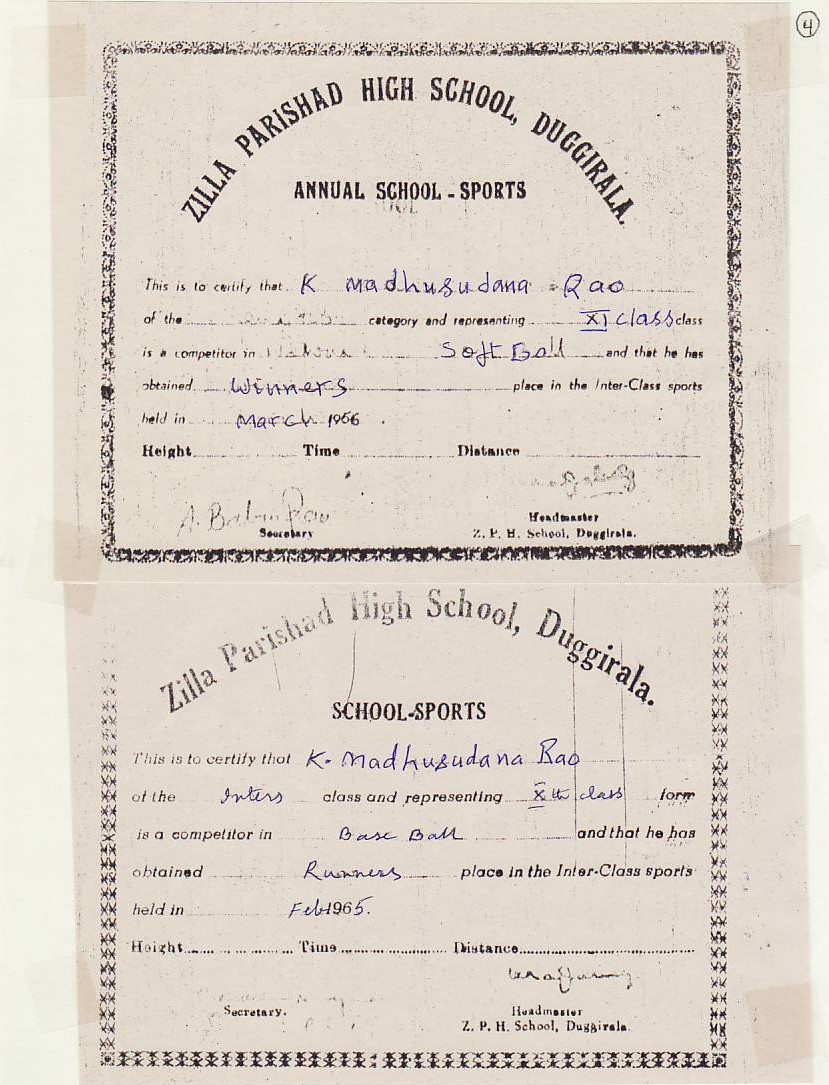 4
ZILLA PARISHAD HIGH SCHOOL, DUGGIRALA.
ANNUAL SCHOOL - SPORTS
This is to certify that K Madhusudana Rao
of the category and representing XI class class
is a competitor in Soft Ball and that he has
obtained Winners place in the Inter-Class sports
held in March 1966
Height Time Distance
A. Babu Rao
Secretary
Headmaster
Z. P. H. School, Duggirala.
Zilla Parishad High School, Duggirala.
SCHOOL-SPORTS
This is to certify that K. Madhusudana Rao
of the Inters class and representing Xth class form
is a competitor in Base Ball and that he has
obtained Runners place in the Inter-Class sports
held in Feb 1965.
Height Time Distance
Secretary.
Headmaster
Z. P. H. School, Duggirala.